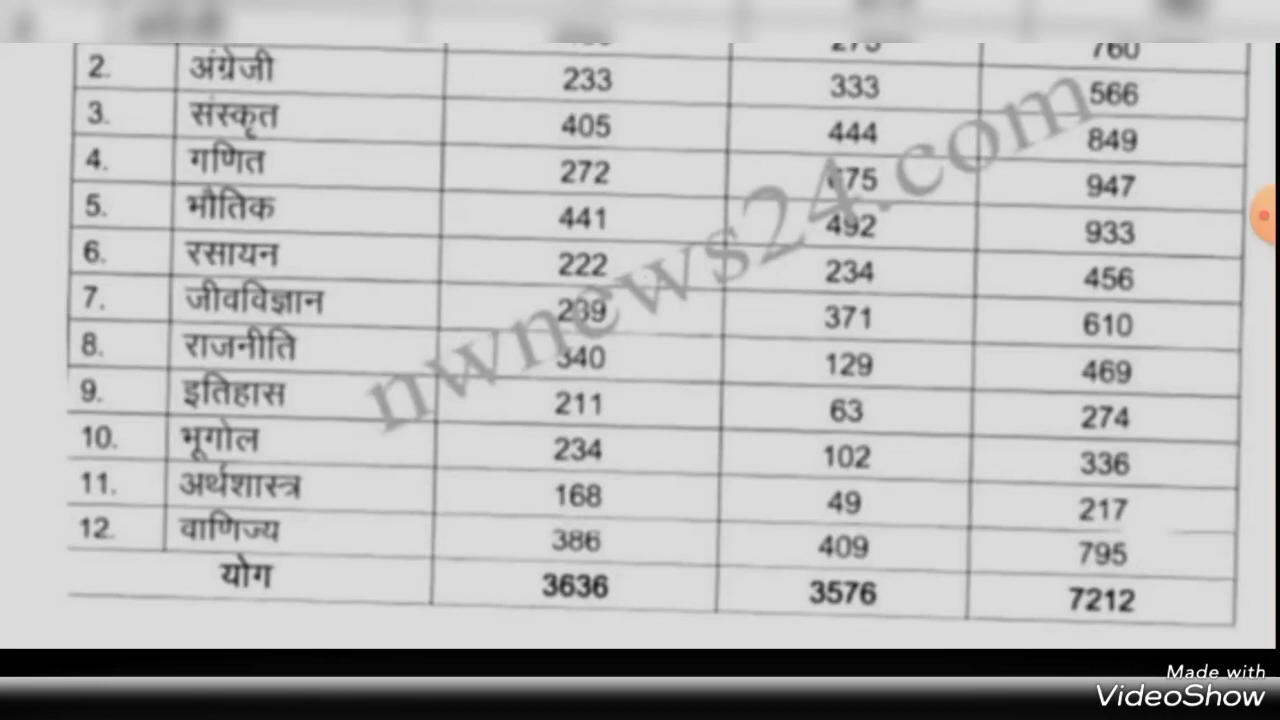 760
2. अंग्रेजी 233 333 566
3. संस्कृत 405 444 849
4. गणित 272 675 947
5. भौतिक 441 492 933
6. रसायन 222 234 456
7. जीवविज्ञान 239 371 610
8. राजनीति 340 129 469
9. इतिहास 211 63 274
10. भूगोल 234 102 336
11. अर्थशास्त्र 168 49 217
12. वाणिज्य 386 409 795
योग 3636 3576 7212
nwnews24.com
Made with
VideoShow